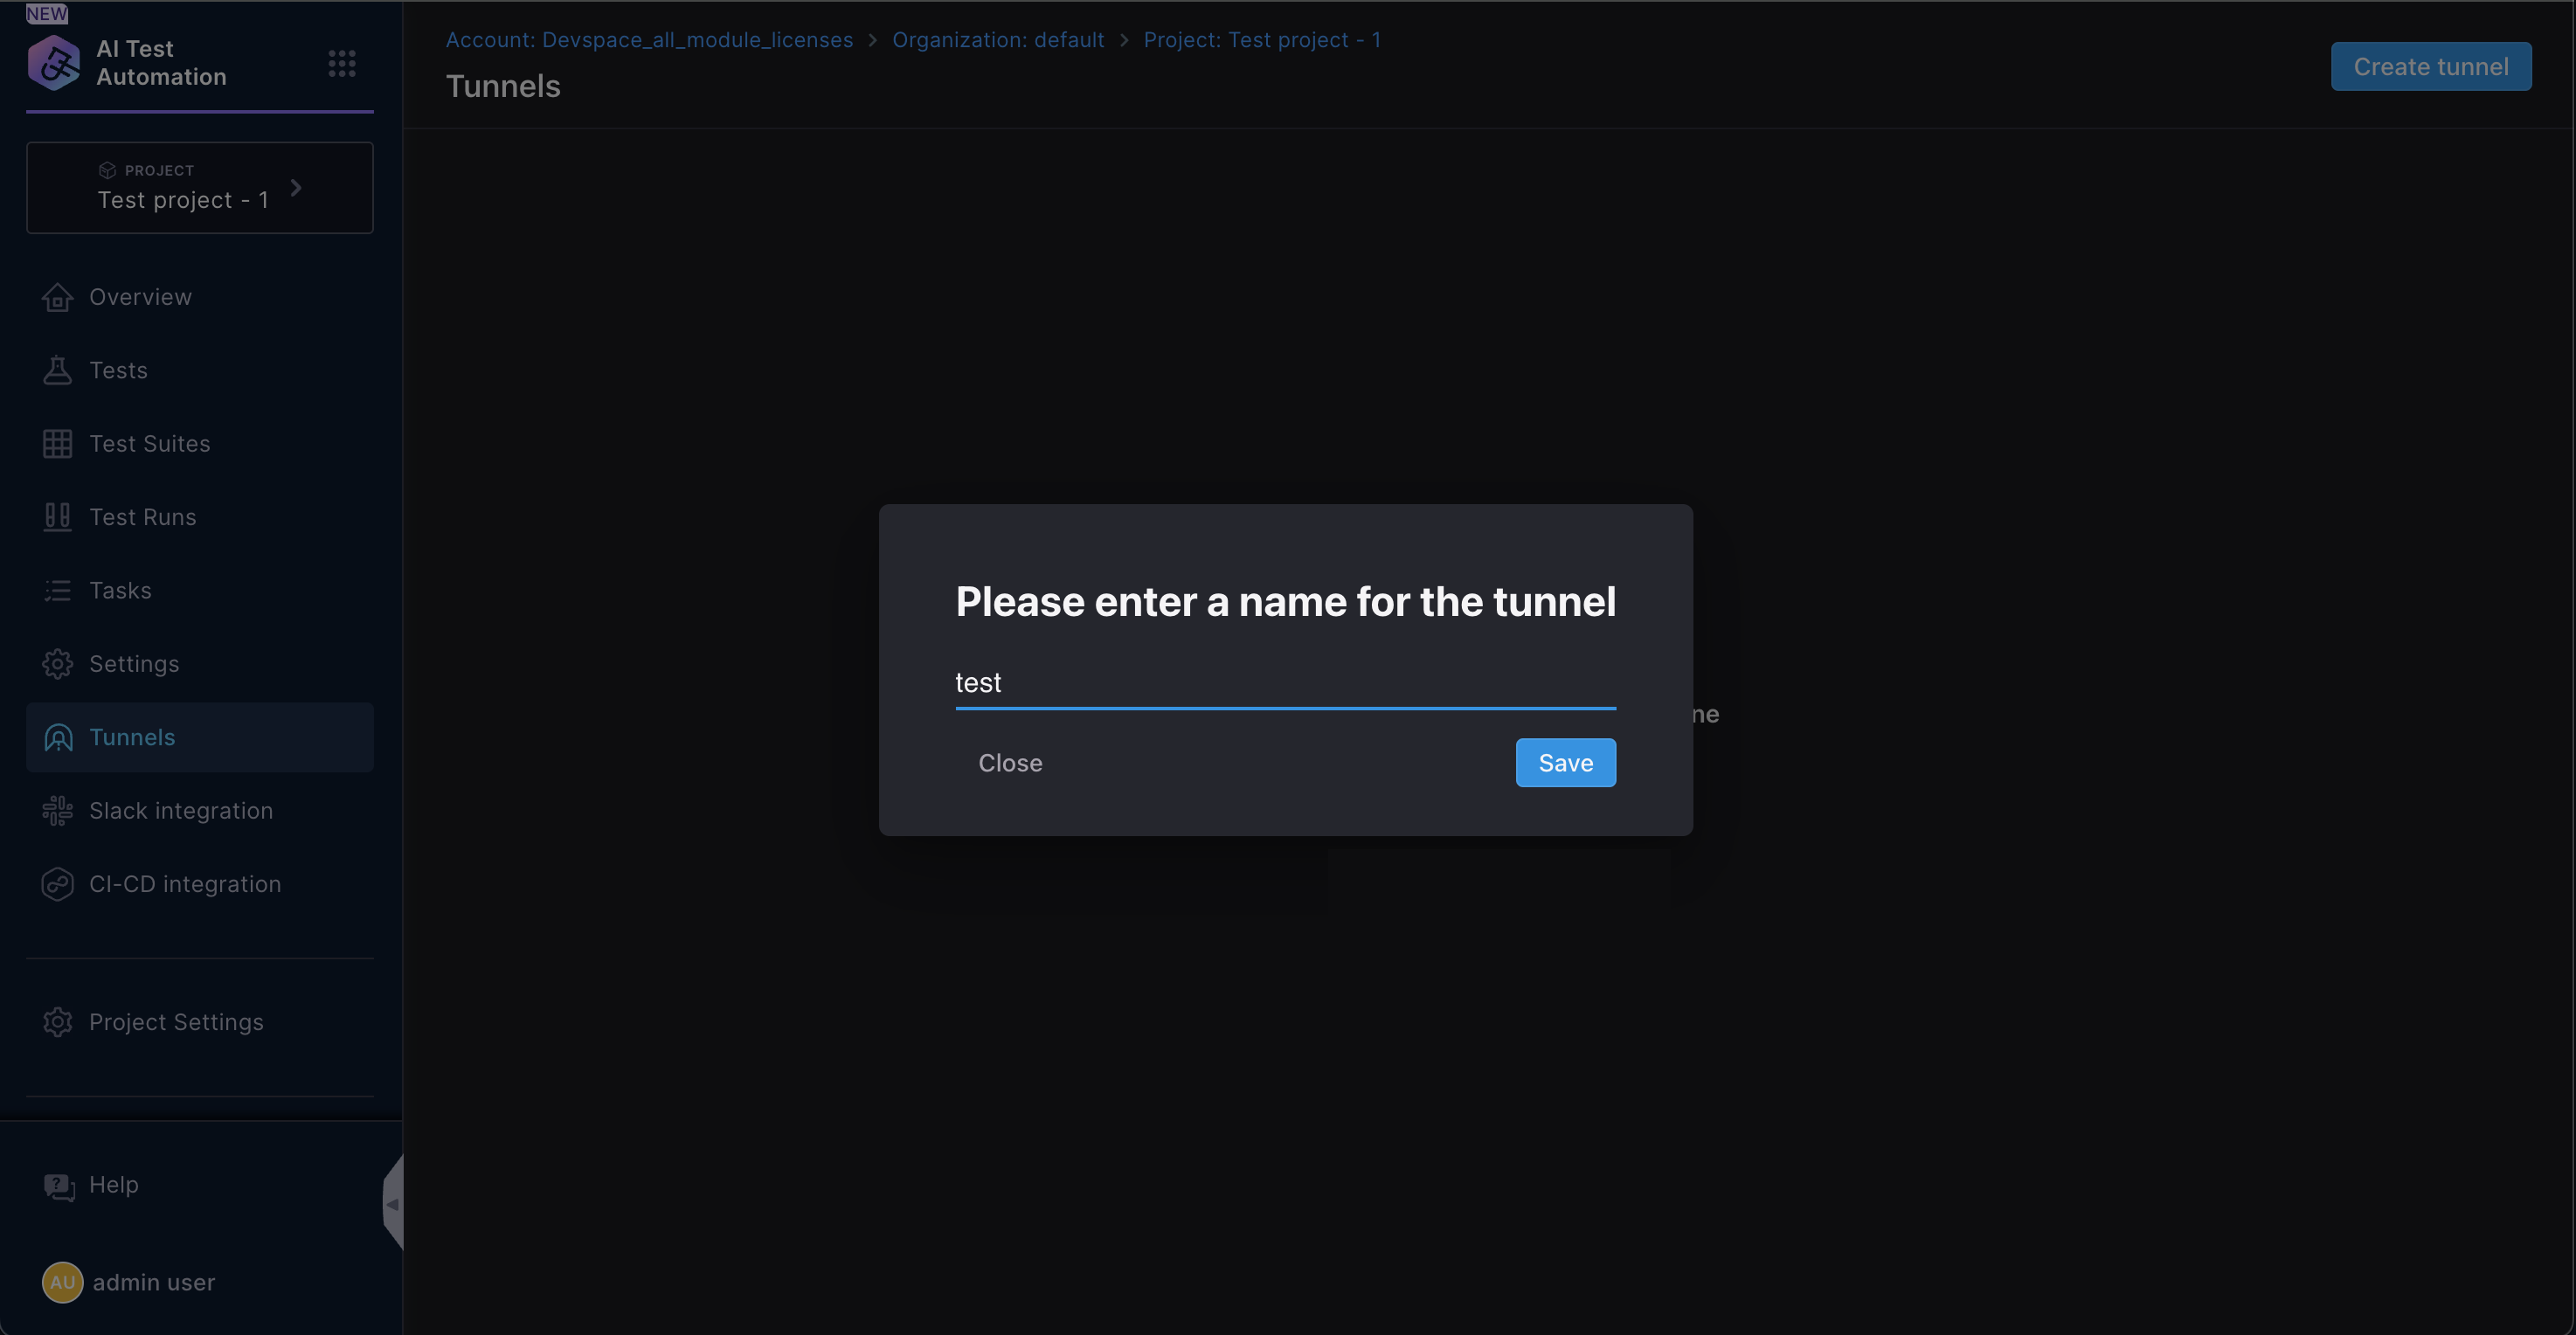 NEW
AI Test
Automation
PROJECT
Test project - 1
Overview
Tests
Test Suites
Test Runs
Tasks
Settings
Tunnels
Slack integration
CI-CD integration
Project Settings
Help
AU admin user
Account: Devspace_all_module_licenses > Organization: default > Project: Test project - 1
Tunnels
Create tunnel
Please enter a name for the tunnel
test
Close
Save